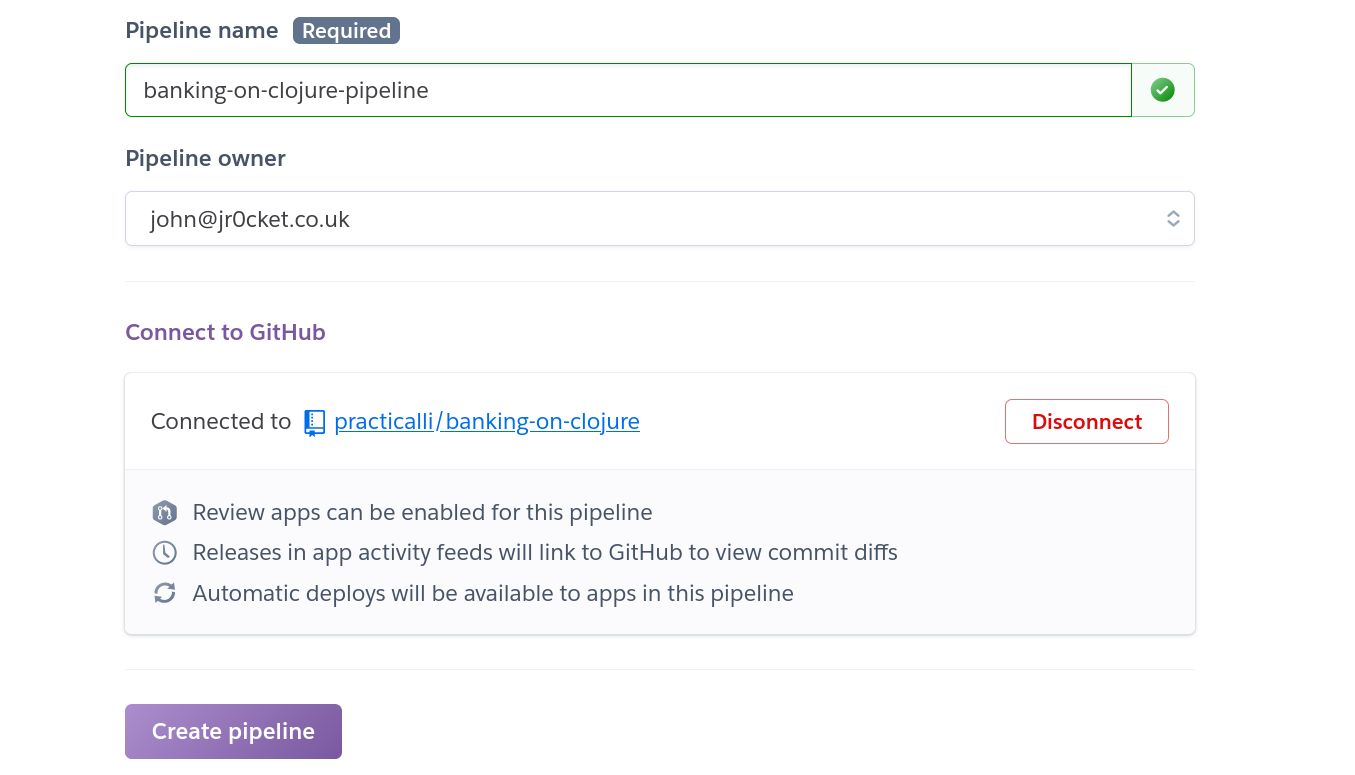 Pipeline name Required
banking-on-clojure-pipeline
Pipeline owner
john@jr0cket.co.uk
Connect to GitHub
Connected to practicalli/banking-on-clojure Disconnect
Review apps can be enabled for this pipeline
Releases in app activity feeds will link to GitHub to view commit diffs
Automatic deploys will be available to apps in this pipeline
Create pipeline